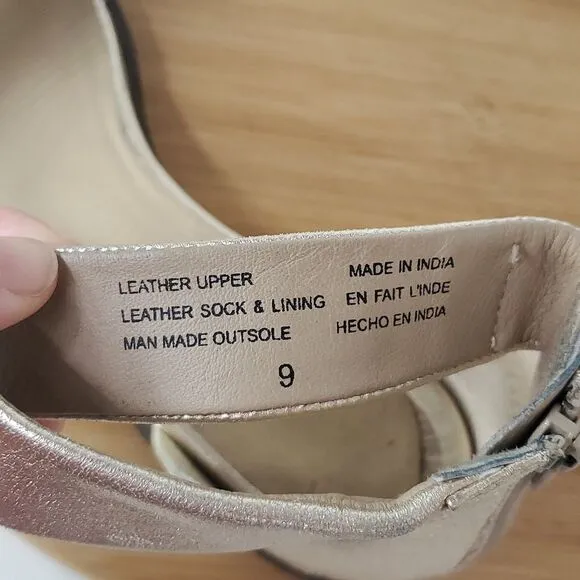 LEATHER UPPER
LEATHER SOCK & LINING
MAN MADE OUTSOLE
MADE IN INDIA
EN FAIT L'INDE
HECHO EN INDIA
9